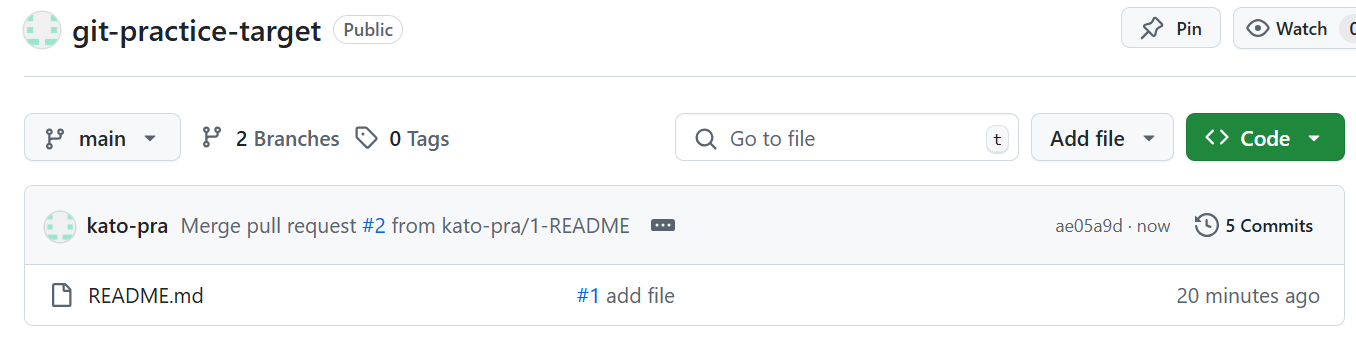 git-practice-target Public Pin Watch 0
main 2 Branches 0 Tags Go to file t Add file Code
kato-pra Merge pull request #2 from kato-pra/1-README ae05a9d · now 5 Commits
README.md #1 add file 20 minutes ago